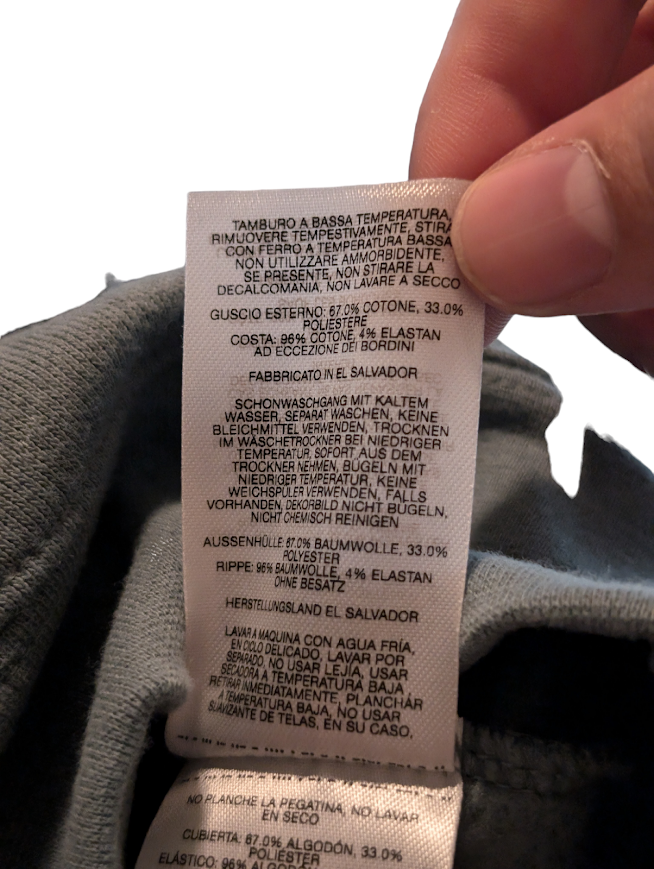 TAMBURO A BASSA TEMPERATURA,
RIMUOVERE TEMPESTIVAMENTE, STIRA
CON FERRO A TEMPERATURA BASSA
NON UTILIZZARE AMMORBIDENTE,
SE PRESENTE, NON STIRARE LA
DECALCOMANIA, NON LAVARE A SECCO
GUSCIO ESTERNO: 67.0% COTONE, 33.0%
POLIESTERE
COSTA: 96% COTONE, 4% ELASTAN
AD ECCEZIONE DEI BORDINI
FABBRICATO IN EL SALVADOR
SCHONWASCHGANG MIT KALTEM
WASSER, SEPARAT WASCHEN, KEINE
BLEICHMITTEL VERWENDEN, TROCKNEN
IM WÄSCHETROCKNER BEI NIEDRIGER
TEMPERATUR, SOFORT AUS DEM
TROCKNER NEHMEN, BÜGELN MIT
NIEDRIGER TEMPERATUR, KEINE
WEICHSPÜLER VERWENDEN, FALLS
VORHANDEN, DEKORBILD NICHT BÜGELN,
NICHT CHEMISCH REINIGEN
AUSSENHÜLLE: 67.0% BAUMWOLLE, 33.0%
POLYESTER
RIPPE: 96% BAUMWOLLE, 4% ELASTAN
OHNE BESATZ
HERSTELLUNGSLAND EL SALVADOR
LAVAR A MAQUINA CON AGUA FRÍA,
EN CICLO DELICADO, LAVAR POR
SEPARADO, NO USAR LEJÍA, USAR
SECADORA A TEMPERATURA BAJA,
RETIRAR INMEDIATAMENTE, PLANCHAR
A TEMPERATURA BAJA, NO USAR
SUAVIZANTE DE TELAS, EN SU CASO,
NO PLANCHE LA PEGATINA, NO LAVAR
EN SECO
CUBIERTA: 67.0% ALGODÓN, 33.0%
POLIÉSTER
ELÁSTICO: 96% ALGODÓN